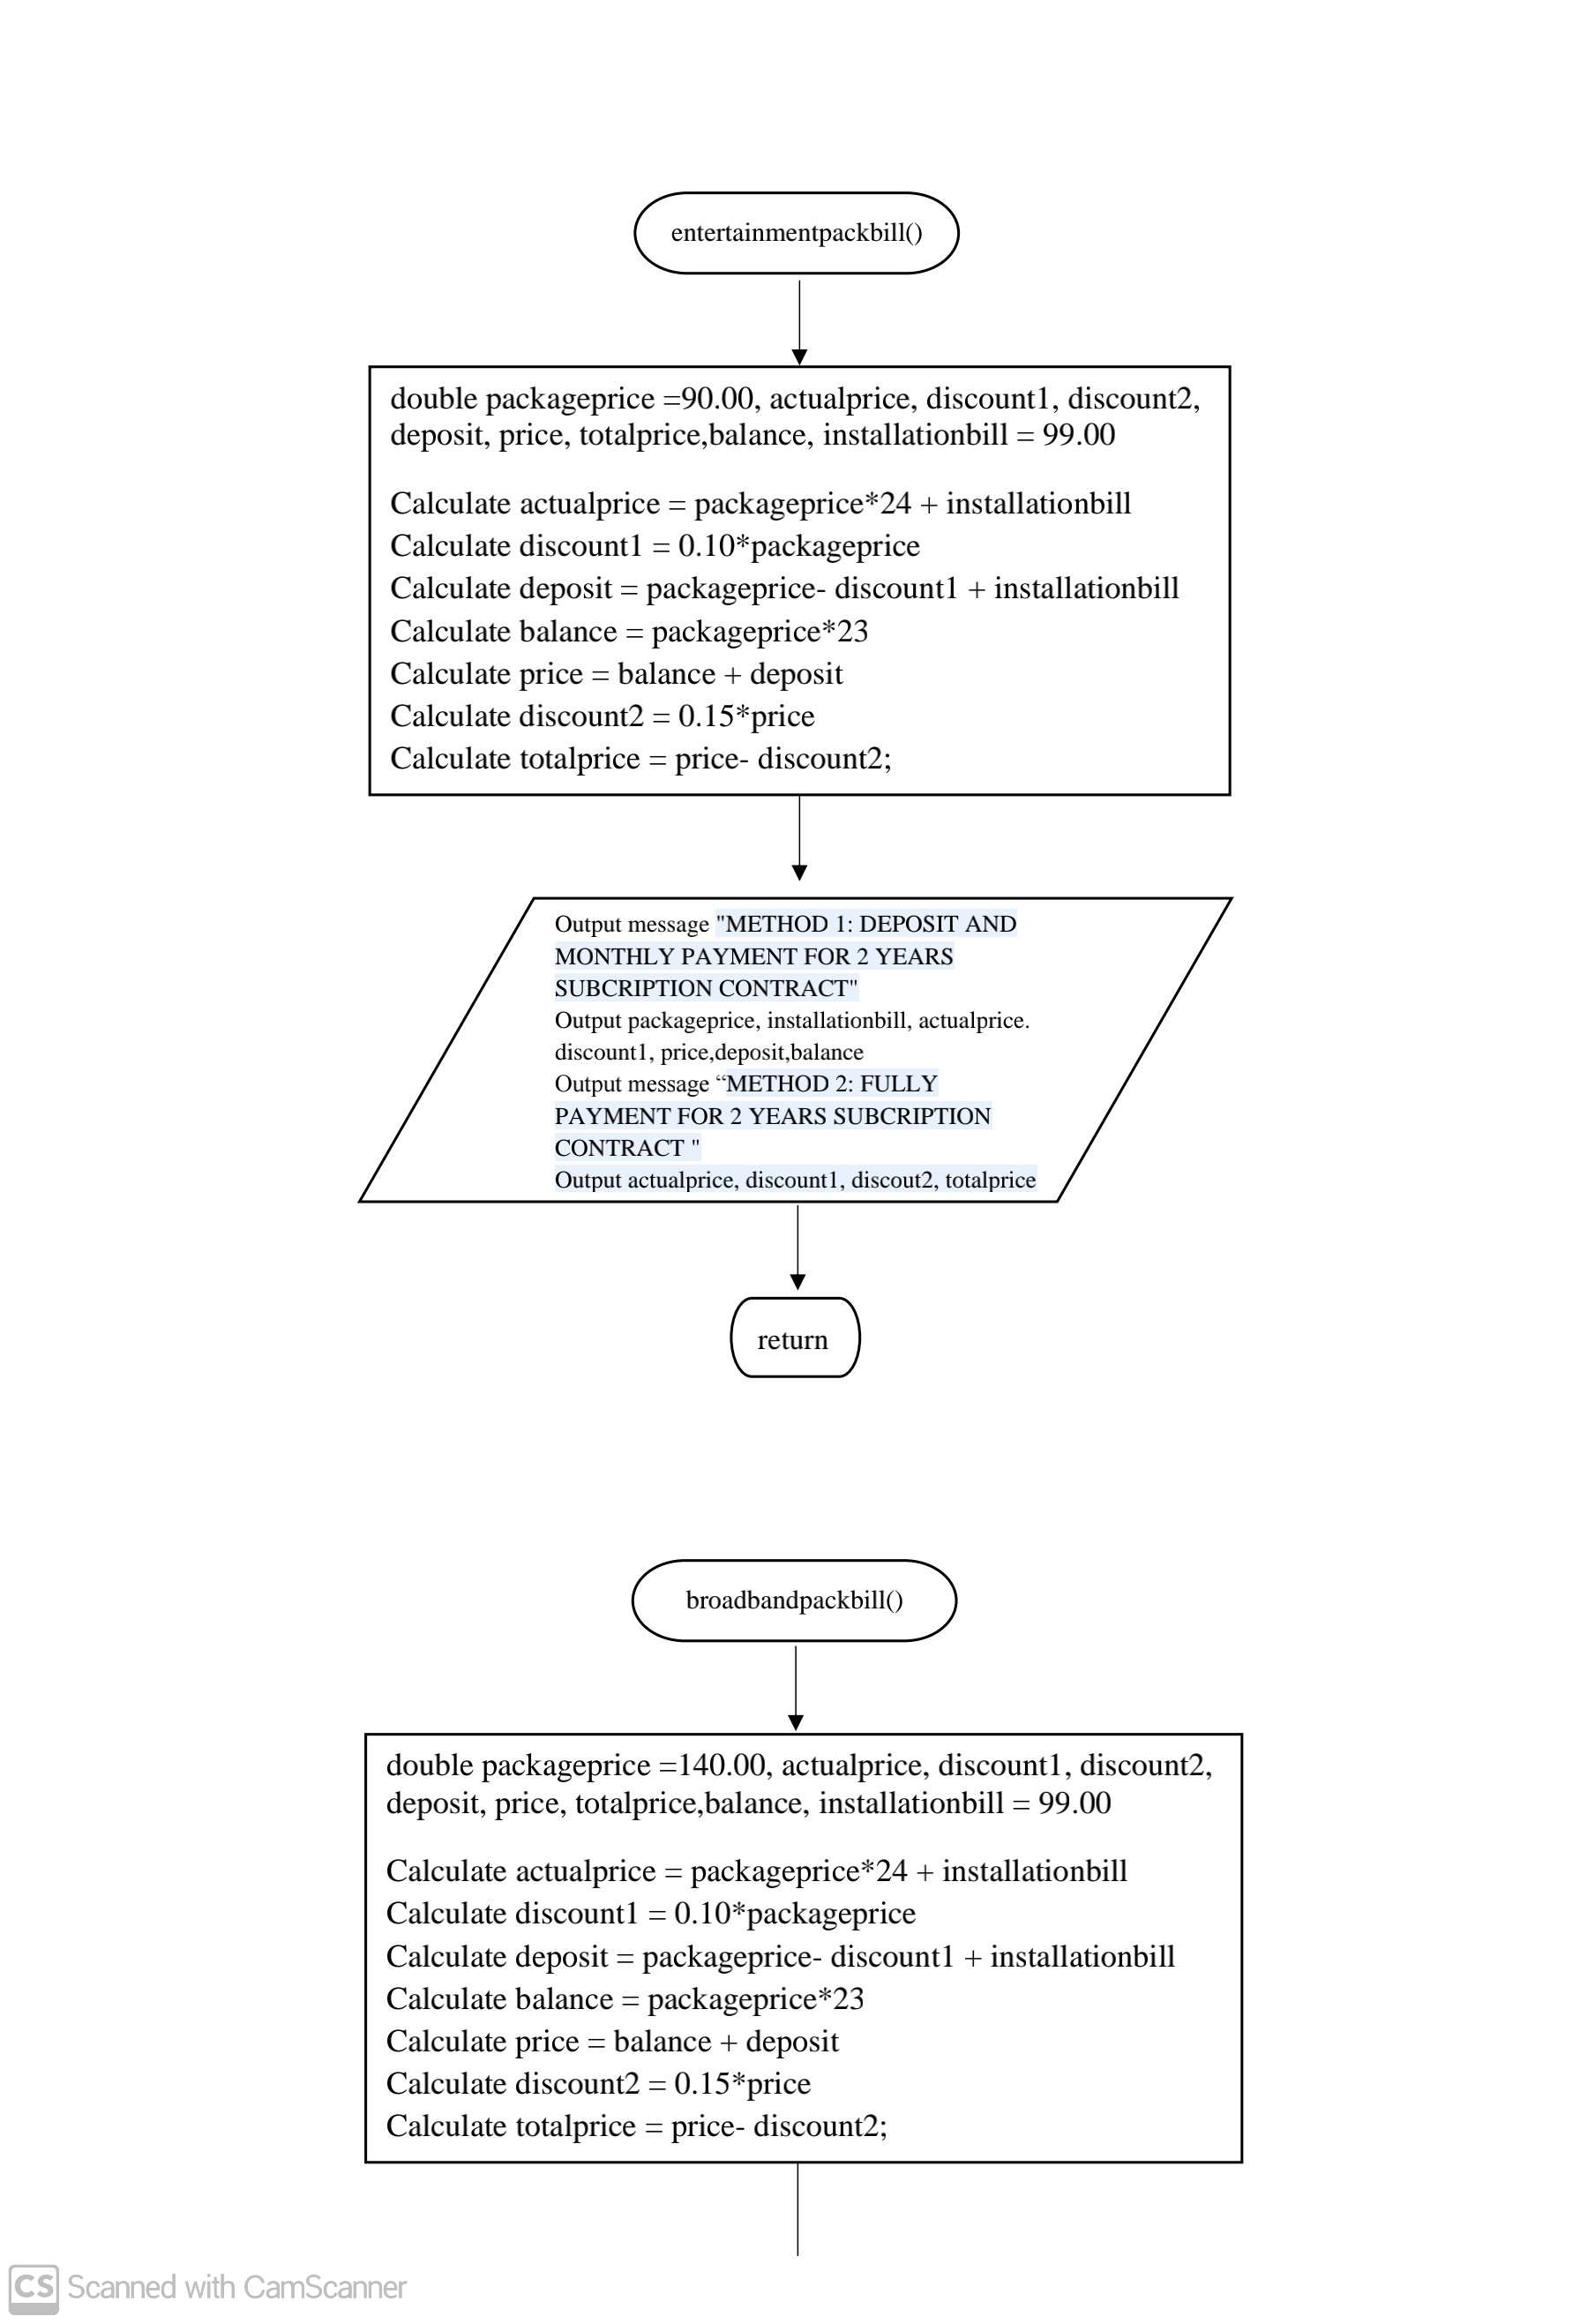 entertainmentpackbill()
double packageprice =90.00, actualprice, discount1, discount2,
deposit, price, totalprice,balance, installationbill = 99.00
Calculate actualprice = packageprice*24 + installationbill
Calculate discount1 = 0.10*packageprice
Calculate deposit = packageprice- discount1 + installationbill
Calculate balance = packageprice*23
Calculate price = balance + deposit
Calculate discount2 = 0.15*price
Calculate totalprice = price- discount2;
Output message "METHOD 1: DEPOSIT AND
MONTHLY PAYMENT FOR 2 YEARS
SUBCRIPTION CONTRACT"
Output packageprice, installationbill, actualprice.
discount1, price,deposit,balance
Output message “METHOD 2: FULLY
PAYMENT FOR 2 YEARS SUBCRIPTION
CONTRACT "
Output actualprice, discount1, discout2, totalprice
return
broadbandpackbill()
double packageprice =140.00, actualprice, discount1, discount2,
deposit, price, totalprice,balance, installationbill = 99.00
Calculate actualprice = packageprice*24 + installationbill
Calculate discount1 = 0.10*packageprice
Calculate deposit = packageprice- discount1 + installationbill
Calculate balance = packageprice*23
Calculate price = balance + deposit
Calculate discount2 = 0.15*price
Calculate totalprice = price- discount2;
CS Scanned with CamScanner